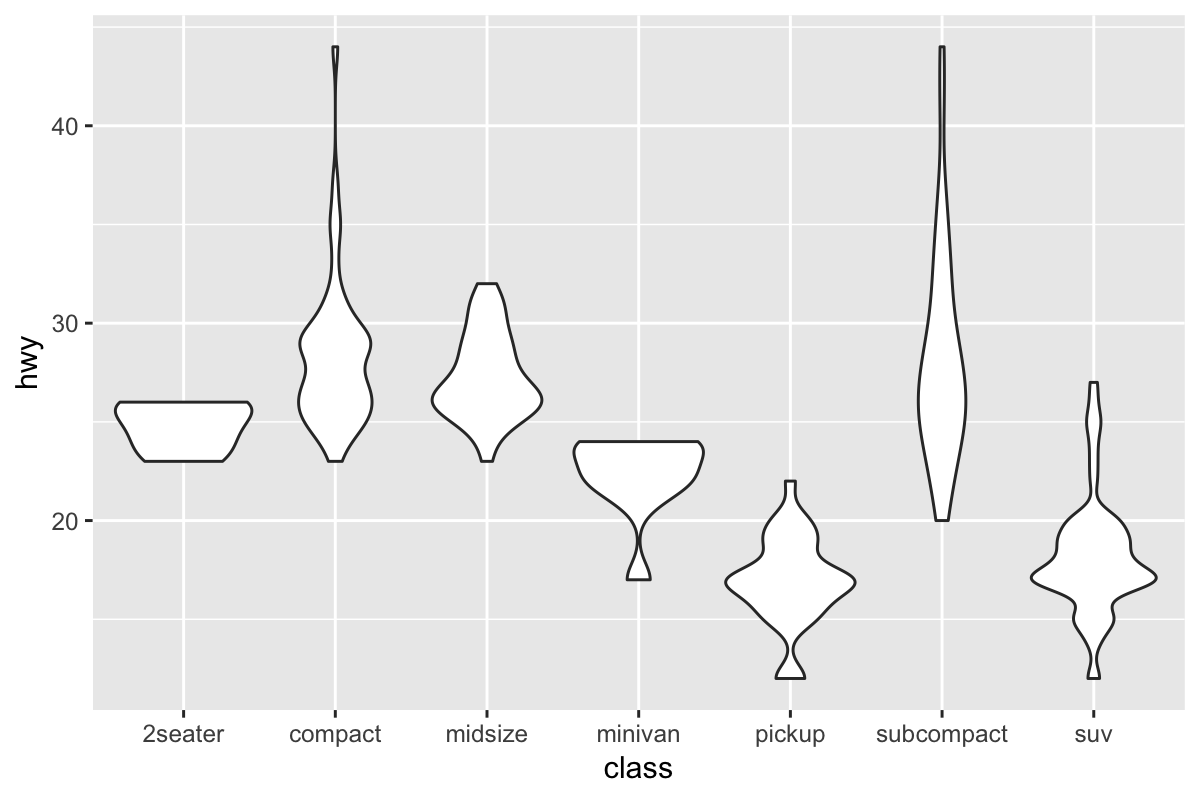 40
30
20
hwy
2seater compact midsize minivan pickup subcompact suv
class